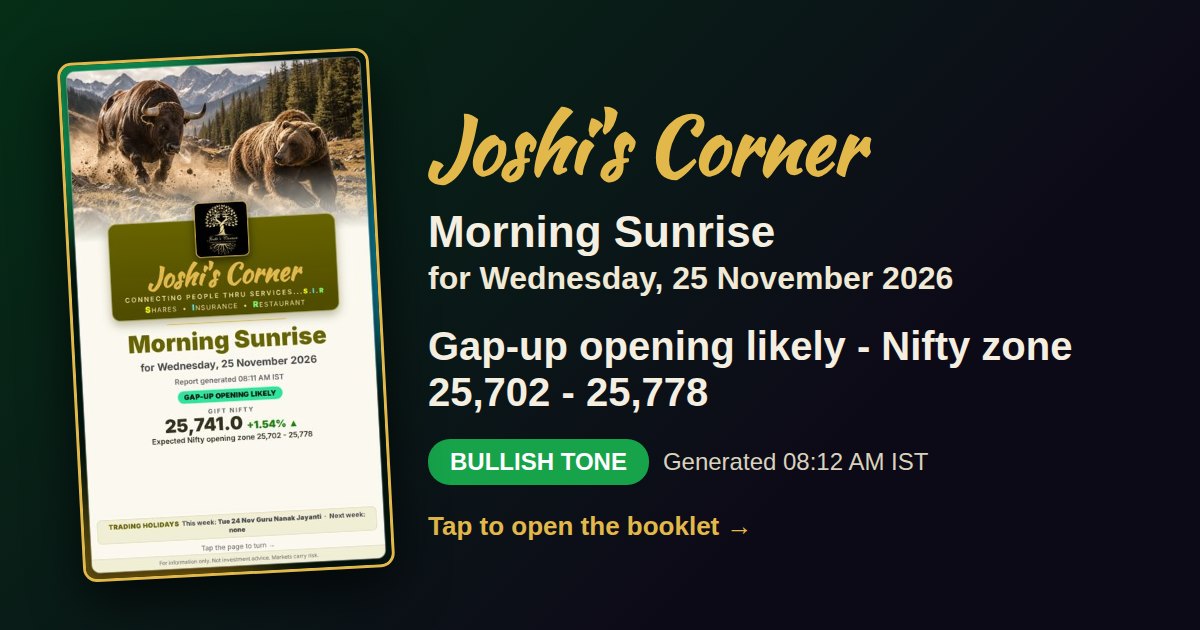 Joshi's Corner
CONNECTING PEOPLE THRU SERVICES...S.I.R
SHARES • INSURANCE • RESTAURANT
Morning Sunrise
for Wednesday, 25 November 2026
Report generated 08:11 AM IST
GAP-UP OPENING LIKELY
GIFT NIFTY
25,741.0 +1.54% ▲
Expected Nifty opening zone 25,702 - 25,778
TRADING HOLIDAYS This week: Tue 24 Nov Guru Nanak Jayanti · Next week:
none
Tap the page to turn →
For information only. Not investment advice. Markets carry risk.
Joshi's Corner
Morning Sunrise
for Wednesday, 25 November 2026
Gap-up opening likely - Nifty zone
25,702 - 25,778
BULLISH TONE Generated 08:12 AM IST
Tap to open the booklet →